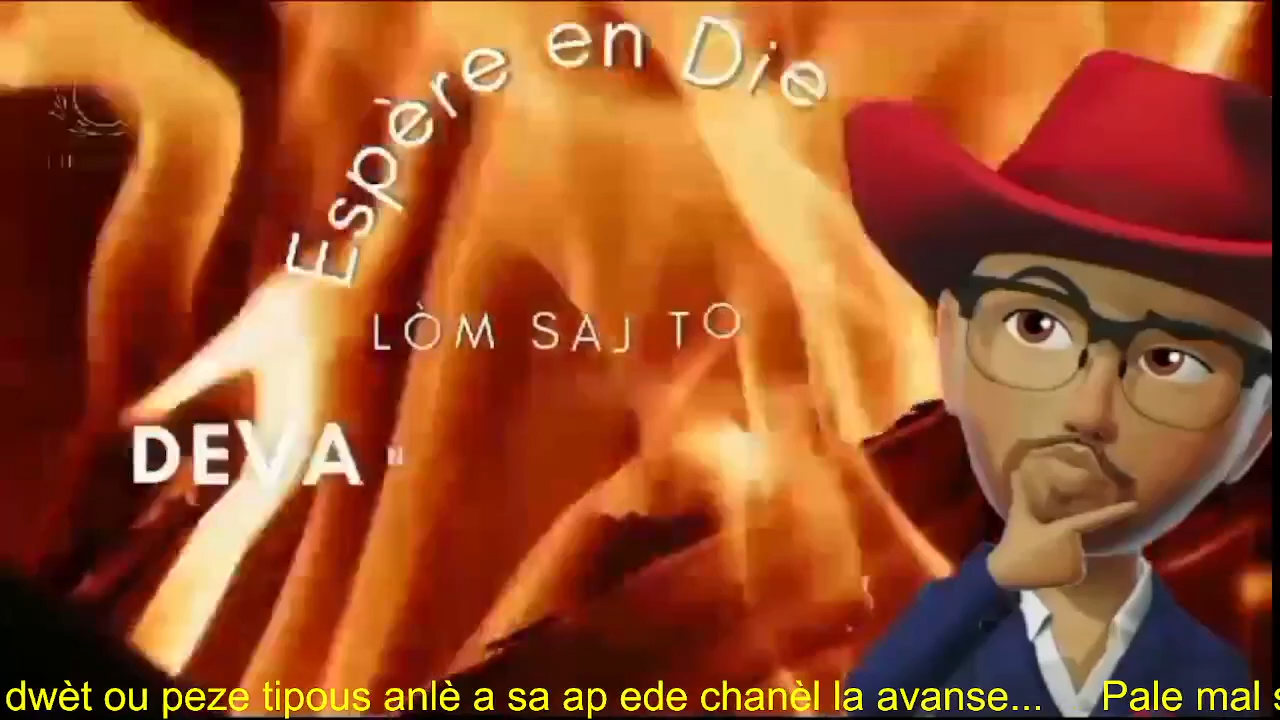 Espère en Die
LÒM SAJ TO
DEVA N
dwèt ou peze tipous anlè a sa ap ede chanèl la avanse... Pale mal s